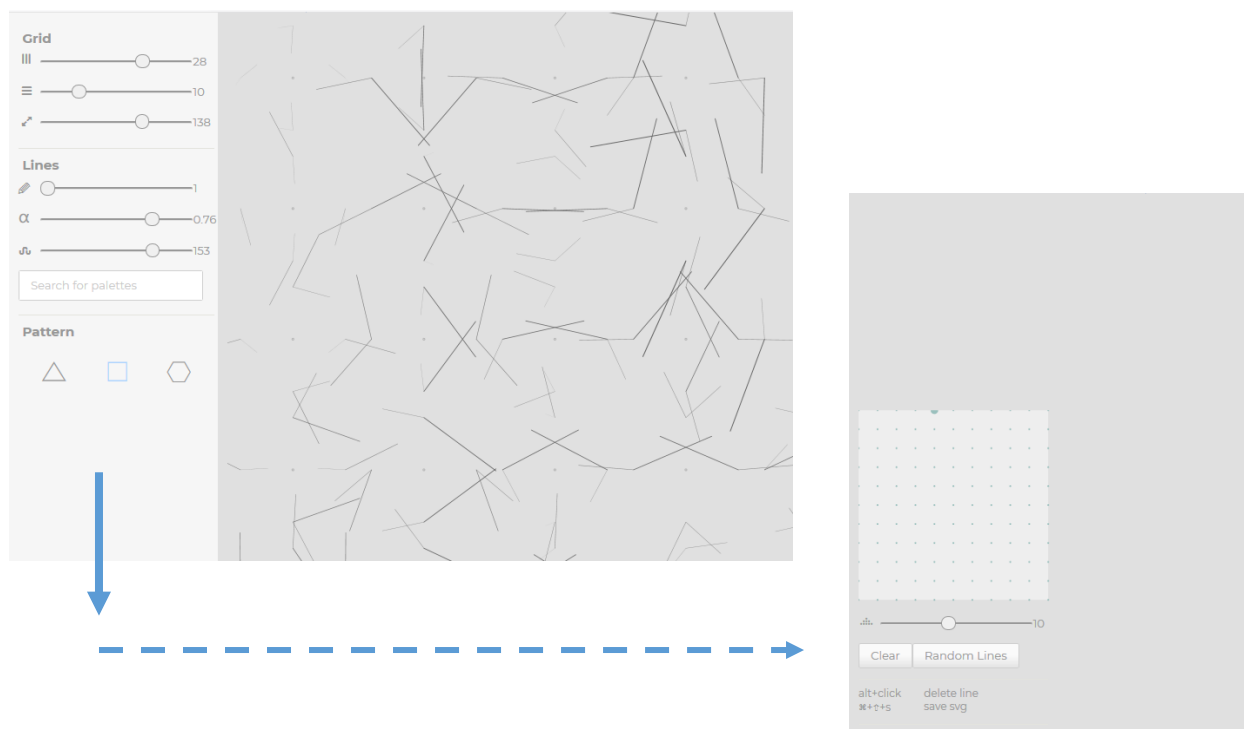 Grid
28
10
138
Lines
1
α 0.76
153
Search for palettes
Pattern
10
Clear Random Lines
alt+click delete line
⌘+⇧+s save svg